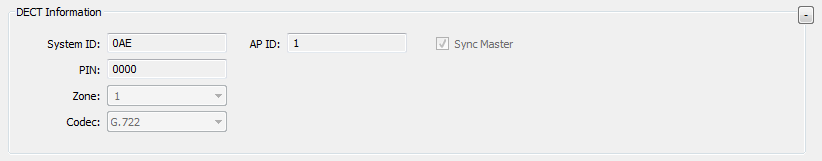 DECT Information
-
System ID: 0AE AP ID: 1 Sync Master
PIN: 0000
Zone: 1
Codec: G.722